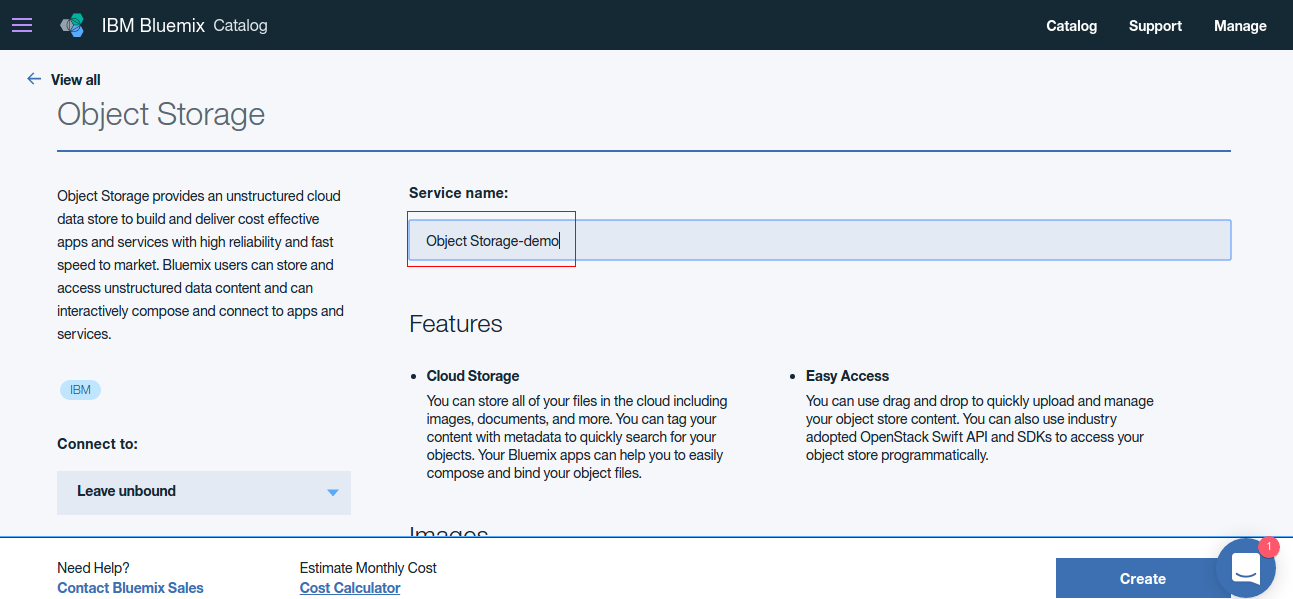 IBM Bluemix Catalog
Catalog Support Manage
View all
Object Storage
Object Storage provides an unstructured cloud
data store to build and deliver cost effective
apps and services with high reliability and fast
speed to market. Bluemix users can store and
access unstructured data content and can
interactively compose and connect to apps and
services.
IBM
Connect to:
Leave unbound
Service name:
Object Storage-demo
Features
Cloud Storage
You can store all of your files in the cloud including
images, documents, and more. You can tag your
content with metadata to quickly search for your
objects. Your Bluemix apps can help you to easily
compose and bind your object files.
Easy Access
You can use drag and drop to quickly upload and manage
your object store content. You can also use industry
adopted OpenStack Swift API and SDKs to access your
object store programmatically.
Images
Need Help?
Contact Bluemix Sales
Estimate Monthly Cost
Cost Calculator
Create
1